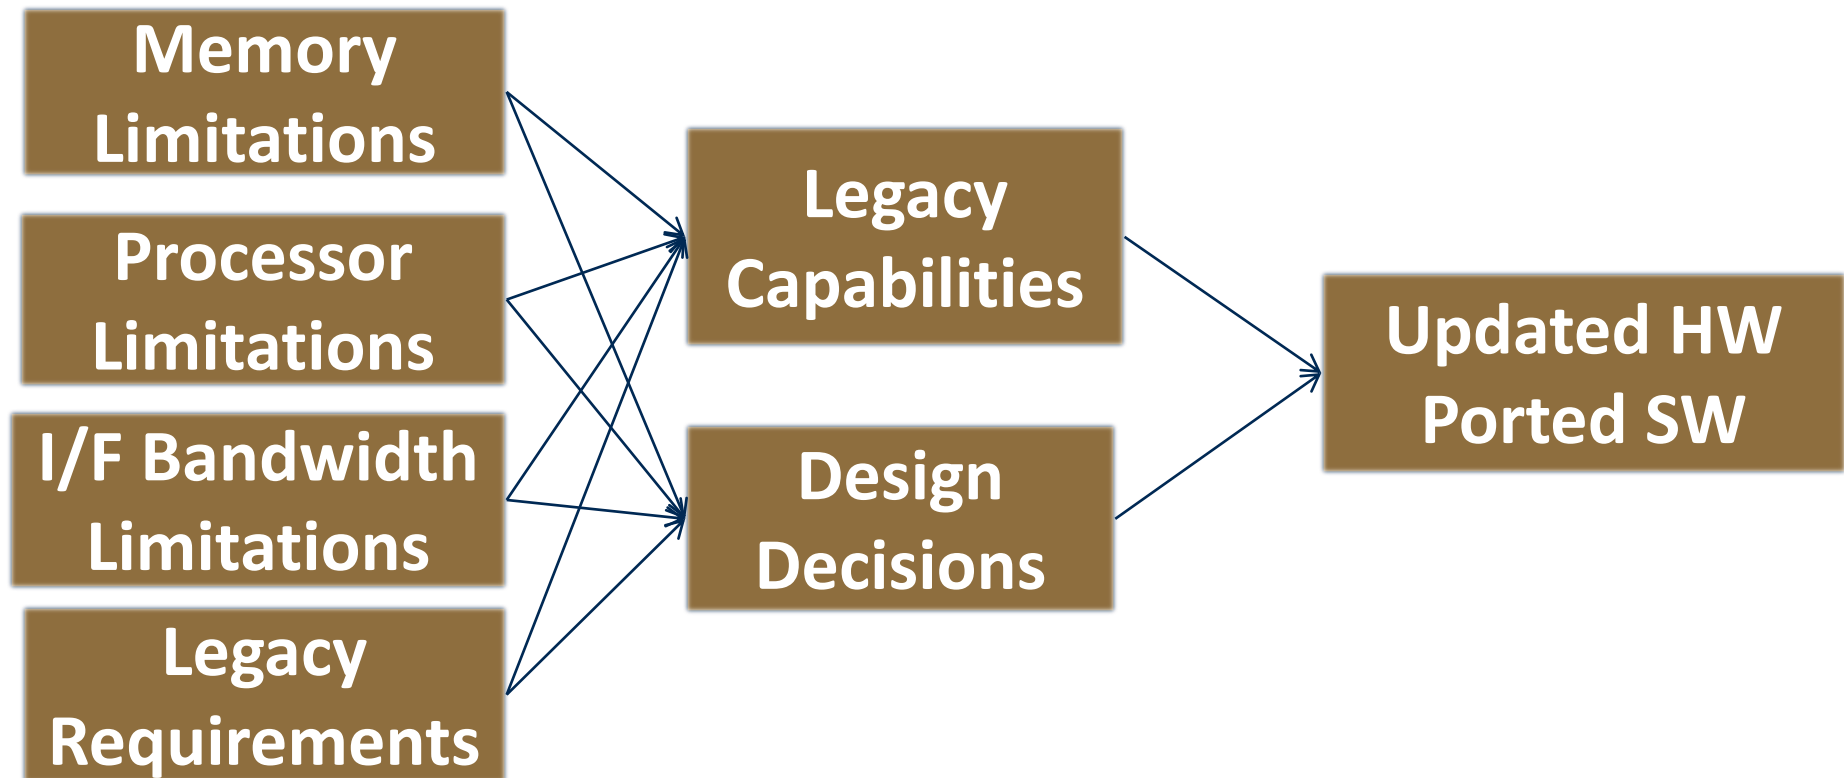 Memory
Limitations
Processor
Limitations
I/F Bandwidth
Limitations
Legacy
Requirements
Legacy
Capabilities
Design
Decisions
Updated HW
Ported SW